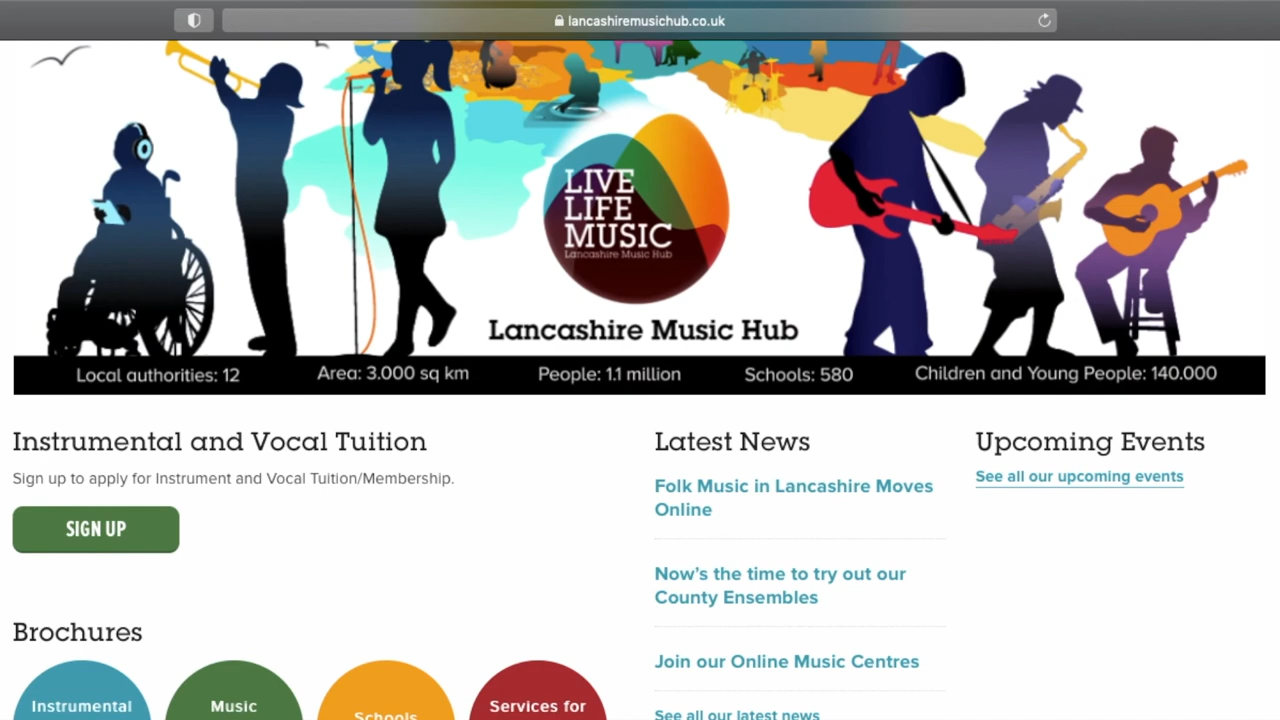 lancashiremusichub.co.uk
LIVE
LIFE
MUSIC
Lancashire Music Hub
Lancashire Music Hub
Local authorities: 12
Area: 3.000 sq km
People: 1.1 million
Schools: 580
Children and Young People: 140.000
Instrumental and Vocal Tuition
Sign up to apply for Instrument and Vocal Tuition/Membership.
SIGN UP
Brochures
Instrumental
Music
Schools
Services for
Latest News
Folk Music in Lancashire Moves
Online
Now’s the time to try out our
County Ensembles
Join our Online Music Centres
See all our latest news
Upcoming Events
See all our upcoming events